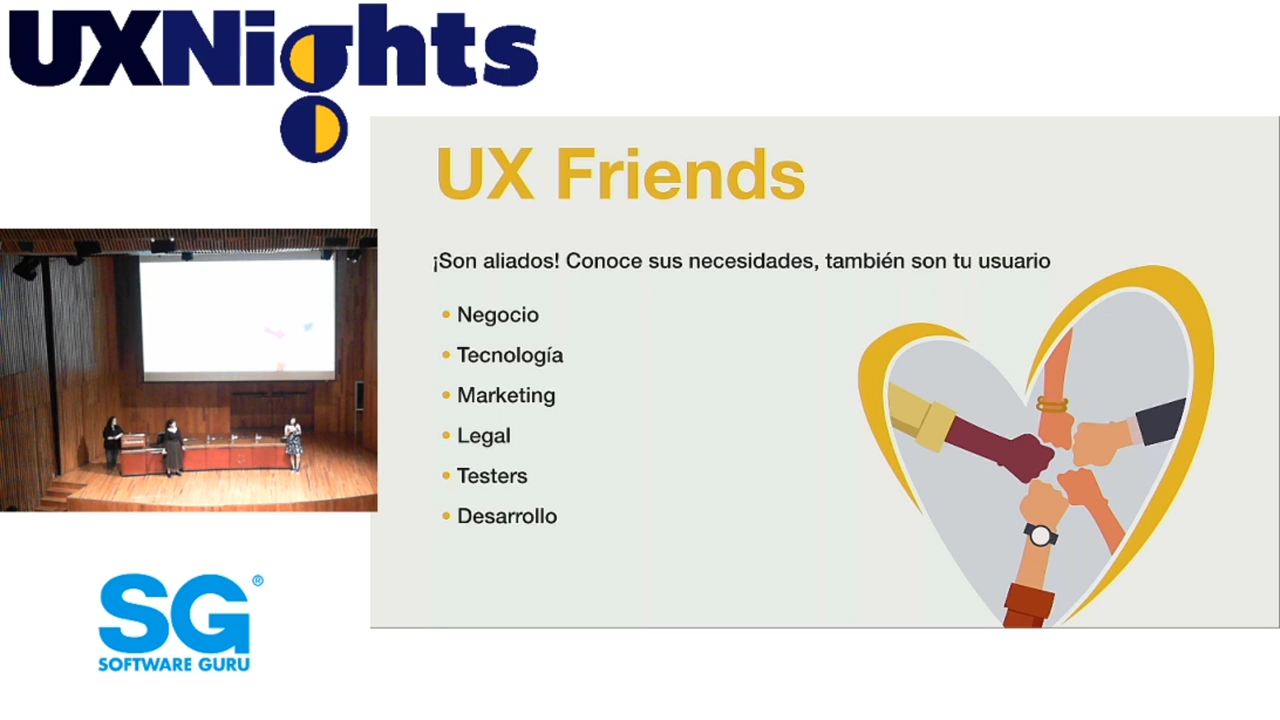 UXNights
UX Friends
¡Son aliados! Conoce sus necesidades, también son tu usuario
• Negocio
• Tecnología
• Marketing
• Legal
• Testers
• Desarrollo
SG®
SOFTWARE GURU